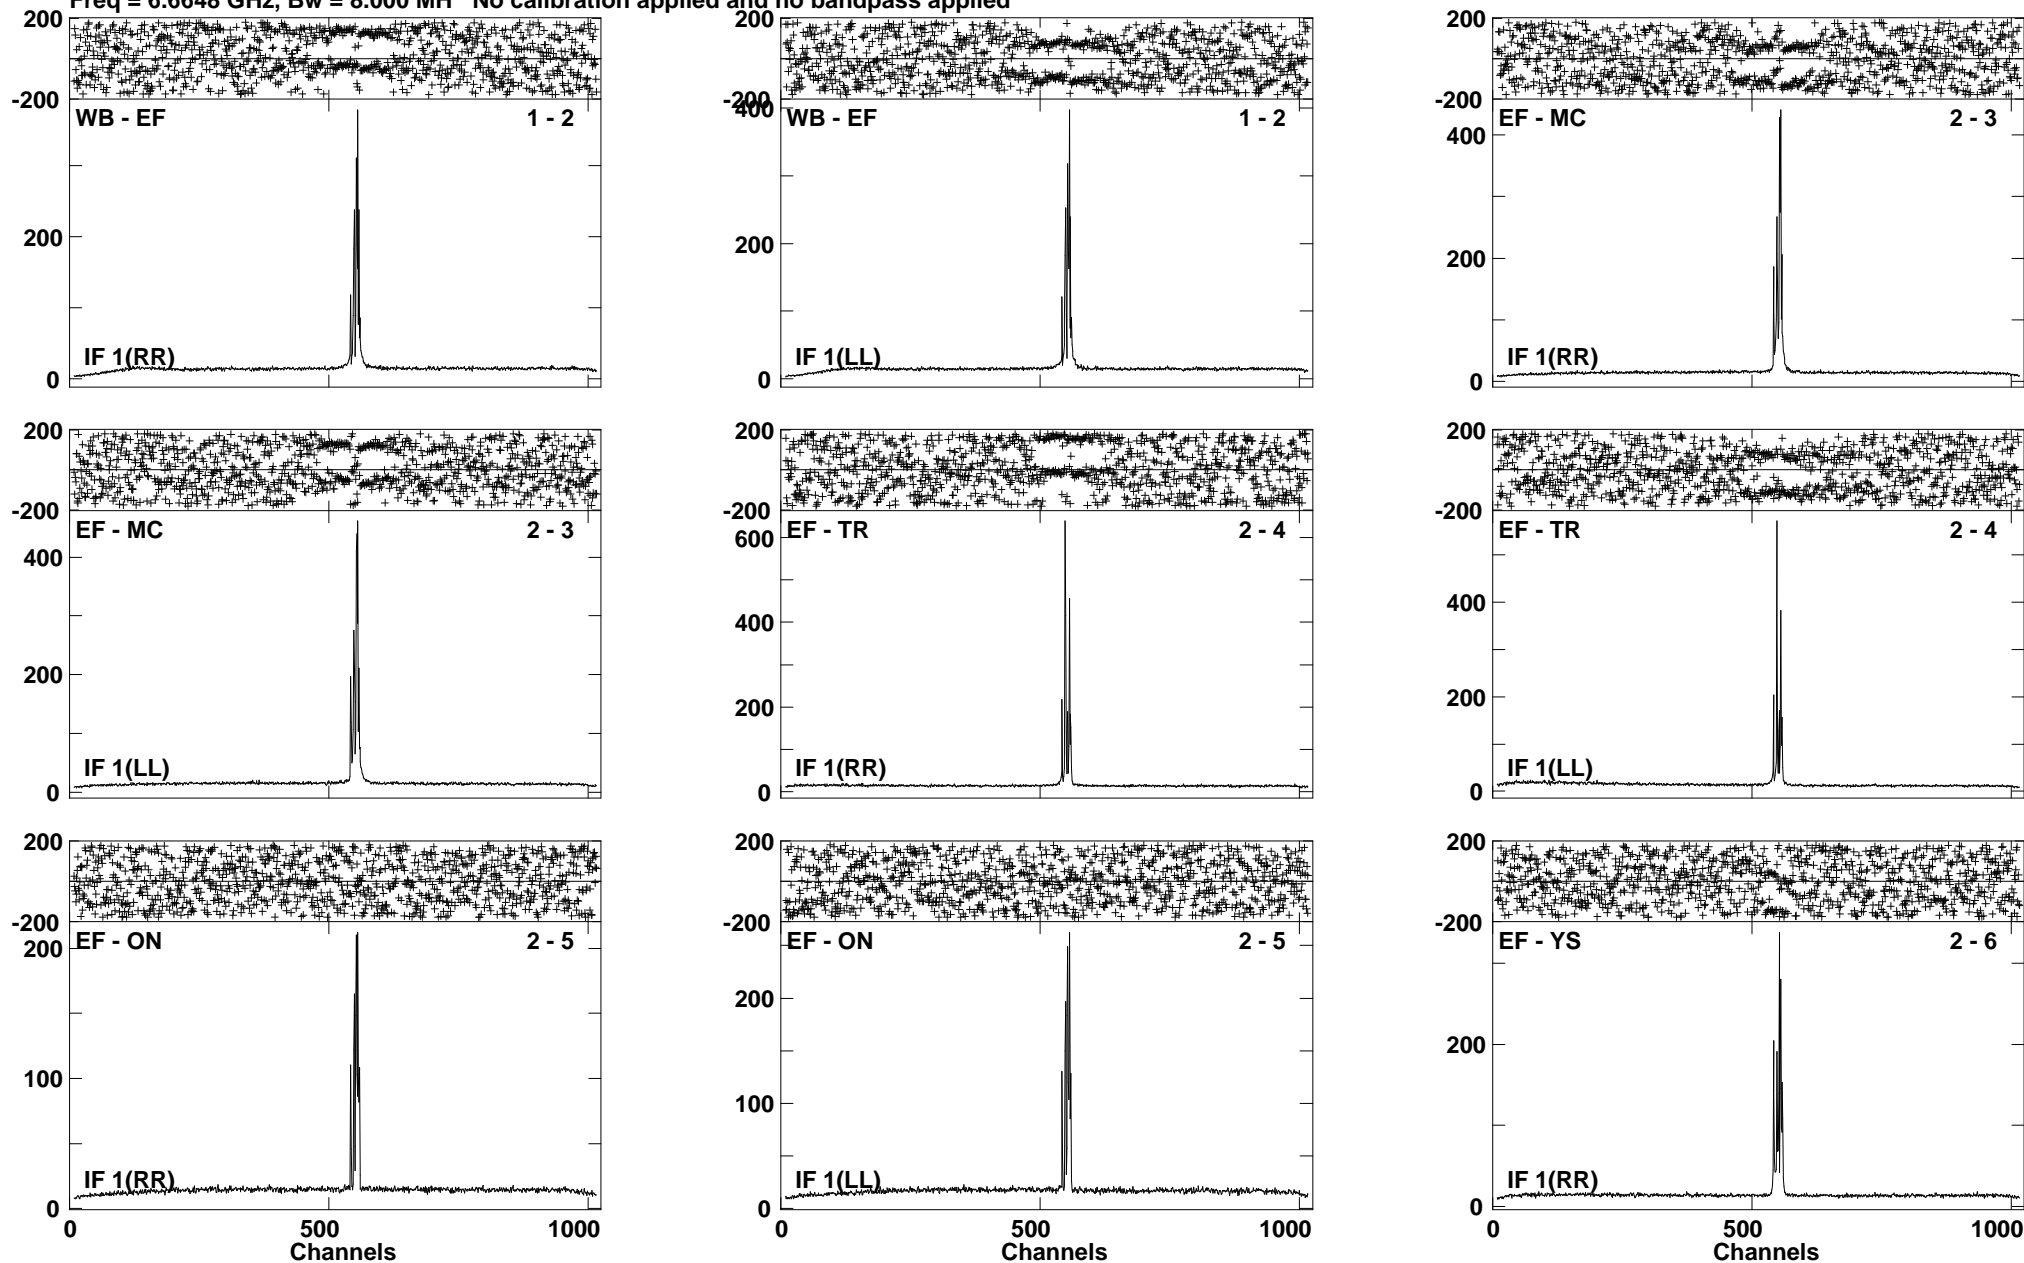 Freq = 6.6648 GHz, Bw = 8.000 MH No calibration applied and no bandpass applied
200
-200
WB - EF 1 - 2
200
0
IF 1(RR)
200
-200
400
WB - EF 1 - 2
200
0
IF 1(LL)
200
-200
EF - MC 2 - 3
400
200
0
IF 1(RR)
200
-200
EF - MC 2 - 3
400
200
0
IF 1(LL)
200
-200
EF - TR 2 - 4
600
400
200
0
IF 1(RR)
200
-200
EF - TR 2 - 4
400
200
0
IF 1(LL)
200
-200
EF - ON 2 - 5
200
100
0
IF 1(RR)
0 500 1000
Channels
200
-200
EF - ON 2 - 5
200
100
0
IF 1(LL)
0 500 1000
Channels
200
-200
EF - YS 2 - 6
200
0
IF 1(RR)
0 500 1000
Channels